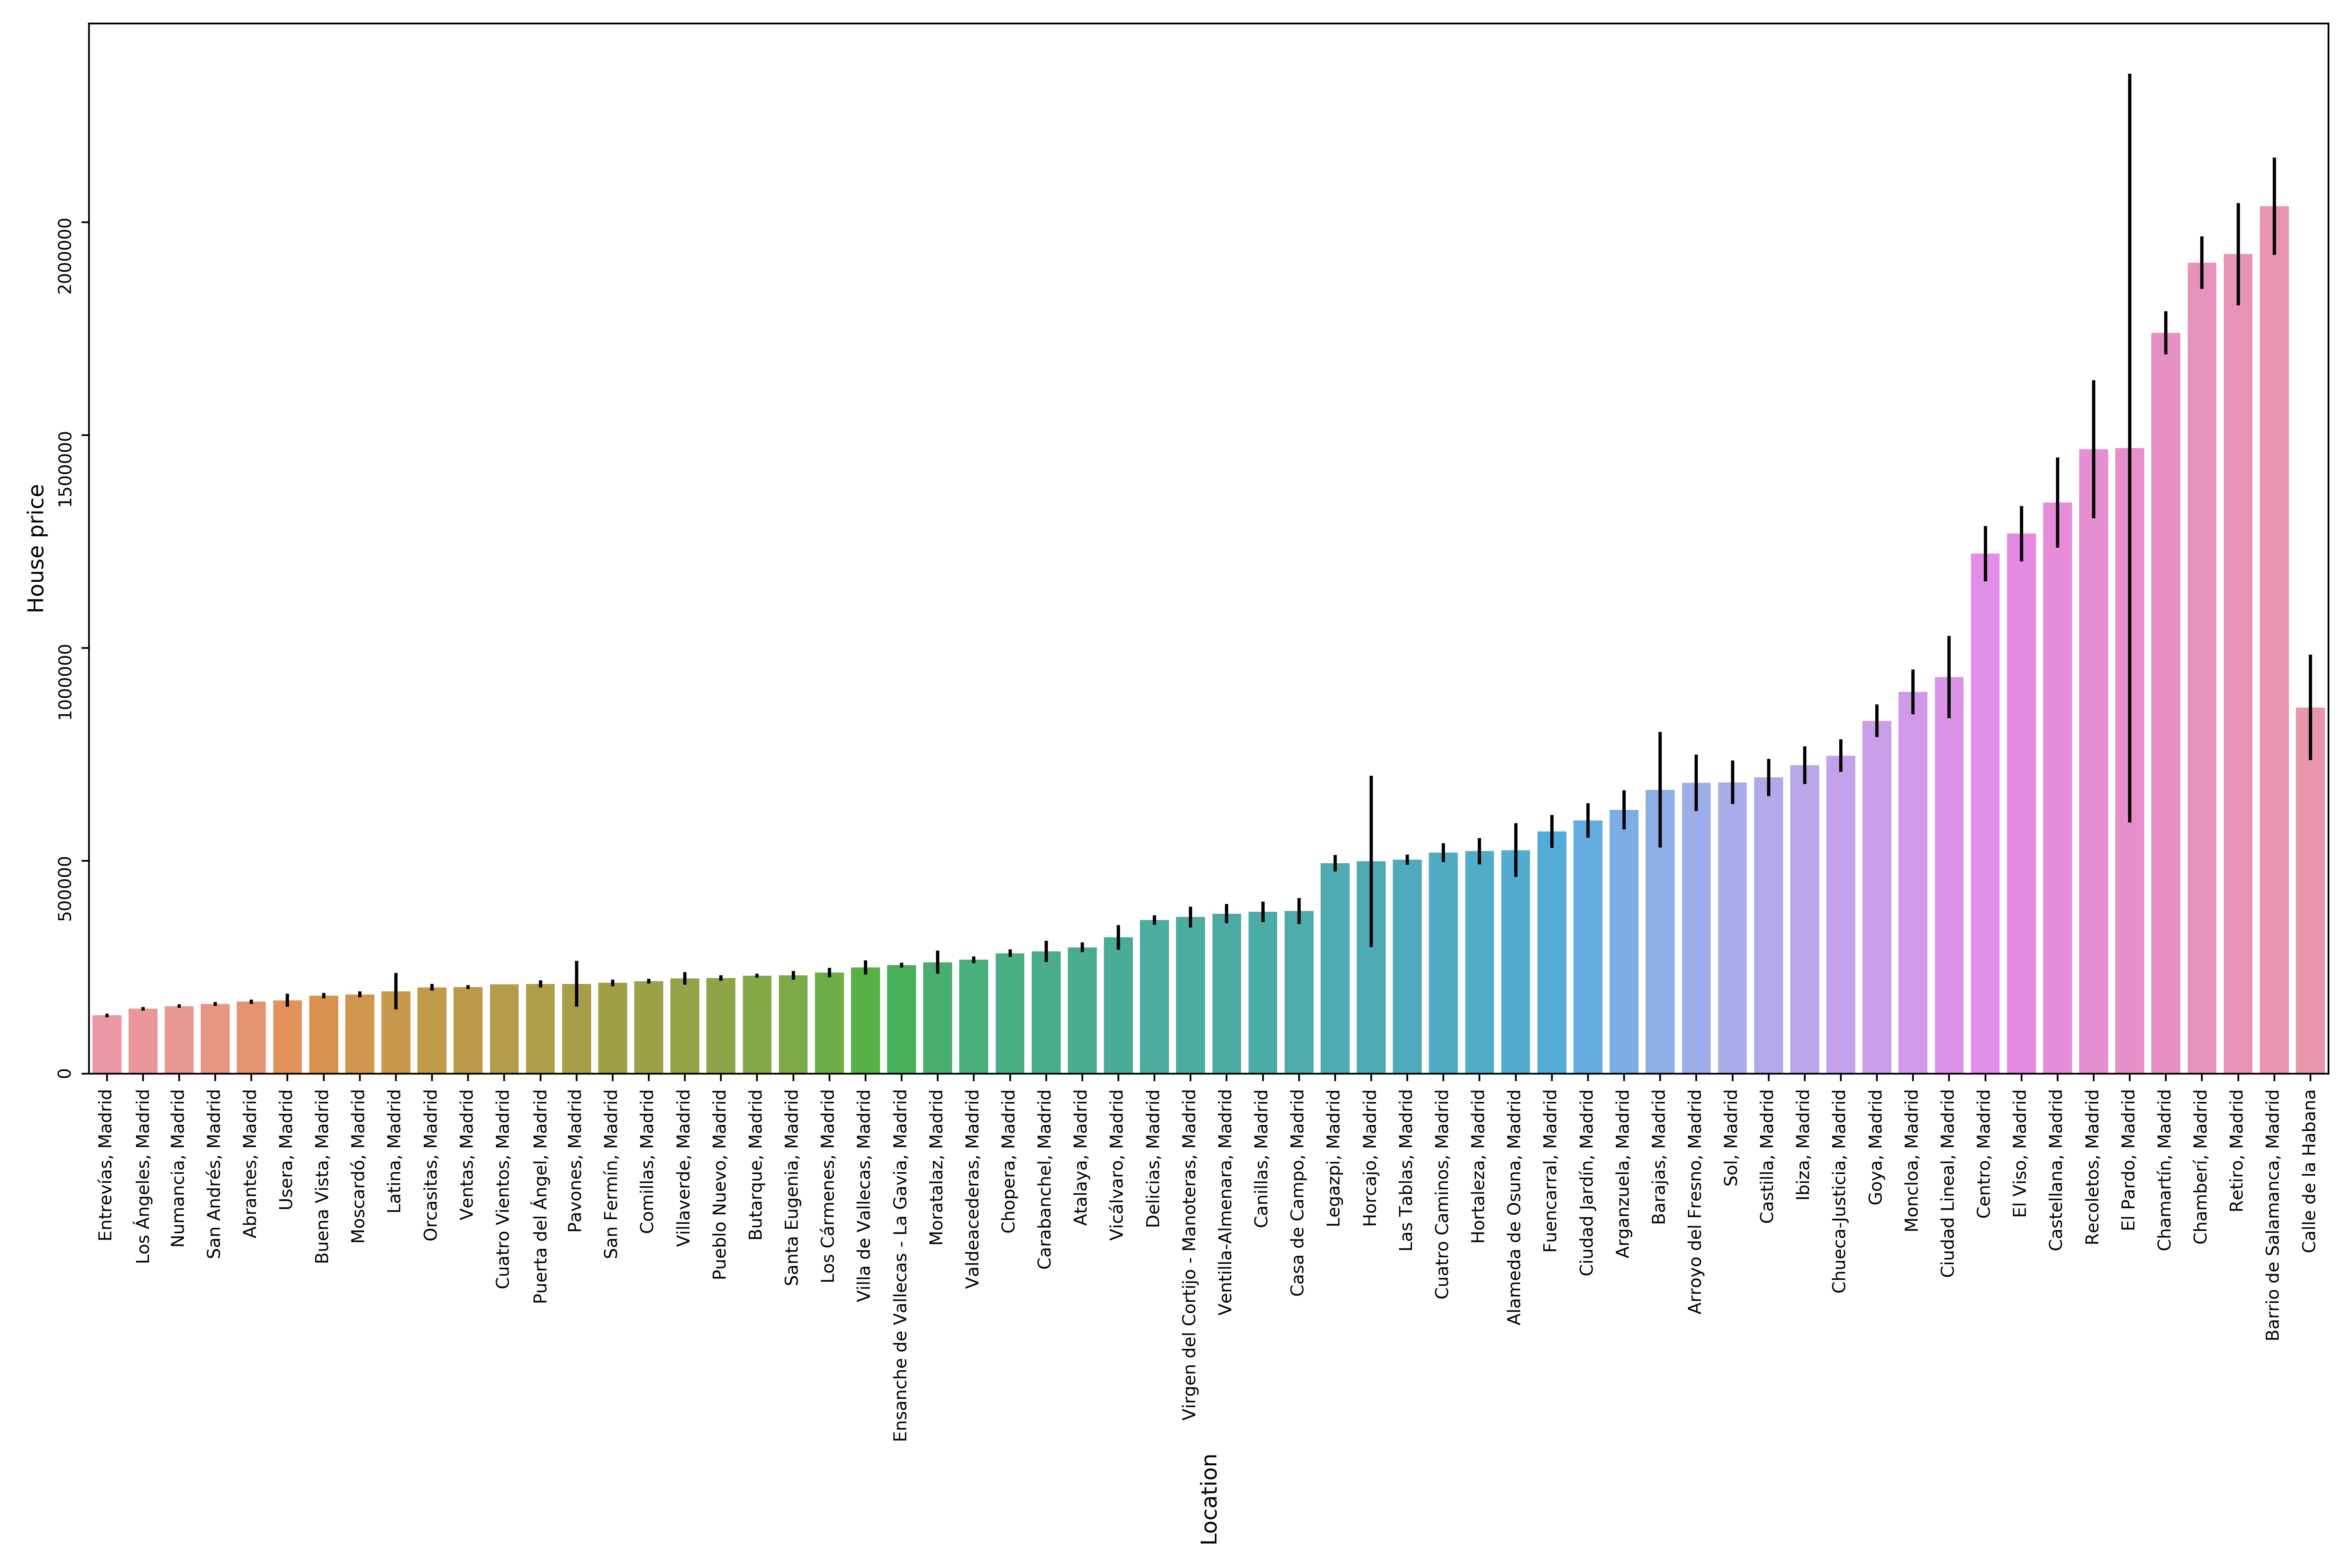 House price
2000000
1500000
1000000
500000
0
Entrevías, Madrid
Los Ángeles, Madrid
Numancia, Madrid
San Andrés, Madrid
Abrantes, Madrid
Usera, Madrid
Buena Vista, Madrid
Moscardó, Madrid
Latina, Madrid
Orcasitas, Madrid
Ventas, Madrid
Cuatro Vientos, Madrid
Puerta del Ángel, Madrid
Pavones, Madrid
San Fermín, Madrid
Comillas, Madrid
Villaverde, Madrid
Pueblo Nuevo, Madrid
Butarque, Madrid
Santa Eugenia, Madrid
Los Cármenes, Madrid
Villa de Vallecas, Madrid
Ensanche de Vallecas - La Gavia, Madrid
Moratalaz, Madrid
Valdeacederas, Madrid
Chopera, Madrid
Carabanchel, Madrid
Atalaya, Madrid
Vicálvaro, Madrid
Delicias, Madrid
Virgen del Cortijo - Manoteras, Madrid
Ventilla-Almenara, Madrid
Canillas, Madrid
Casa de Campo, Madrid
Legazpi, Madrid
Horcajo, Madrid
Las Tablas, Madrid
Cuatro Caminos, Madrid
Hortaleza, Madrid
Alameda de Osuna, Madrid
Fuencarral, Madrid
Ciudad Jardín, Madrid
Arganzuela, Madrid
Barajas, Madrid
Arroyo del Fresno, Madrid
Sol, Madrid
Castilla, Madrid
Ibiza, Madrid
Chueca-Justicia, Madrid
Goya, Madrid
Moncloa, Madrid
Ciudad Lineal, Madrid
Centro, Madrid
El Viso, Madrid
Castellana, Madrid
Recoletos, Madrid
El Pardo, Madrid
Chamartín, Madrid
Chamberí, Madrid
Retiro, Madrid
Barrio de Salamanca, Madrid
Calle de la Habana
Location